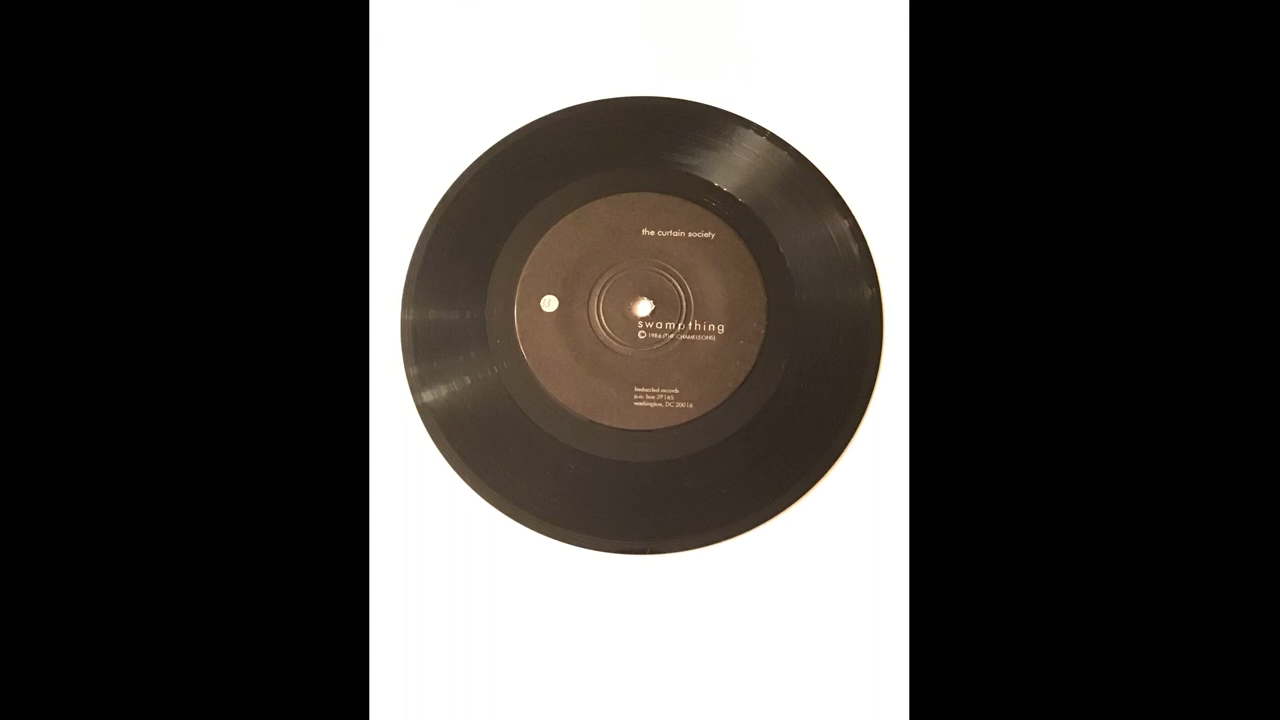 the curtain society
swampthing
© 1986 (THE CHAMELEONS)
bedazzled records
p.o. box 39165
washington, DC 20016